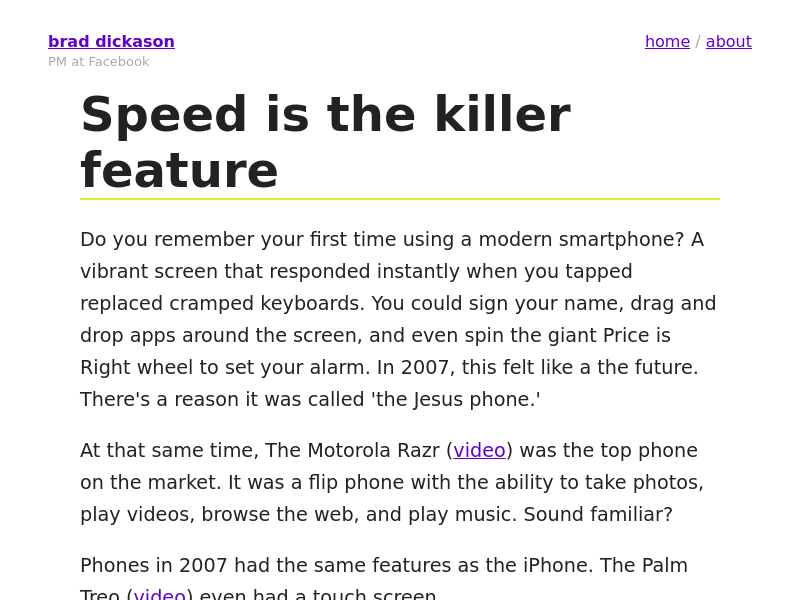 brad dickason
home / about
PM at Facebook
Speed is the killer
feature
Do you remember your first time using a modern smartphone? A
vibrant screen that responded instantly when you tapped
replaced cramped keyboards. You could sign your name, drag and
drop apps around the screen, and even spin the giant Price is
Right wheel to set your alarm. In 2007, this felt like a the future.
There's a reason it was called 'the Jesus phone.'
At that same time, The Motorola Razr (video) was the top phone
on the market. It was a flip phone with the ability to take photos,
play videos, browse the web, and play music. Sound familiar?
Phones in 2007 had the same features as the iPhone. The Palm
Treo (video) even had a touch screen.